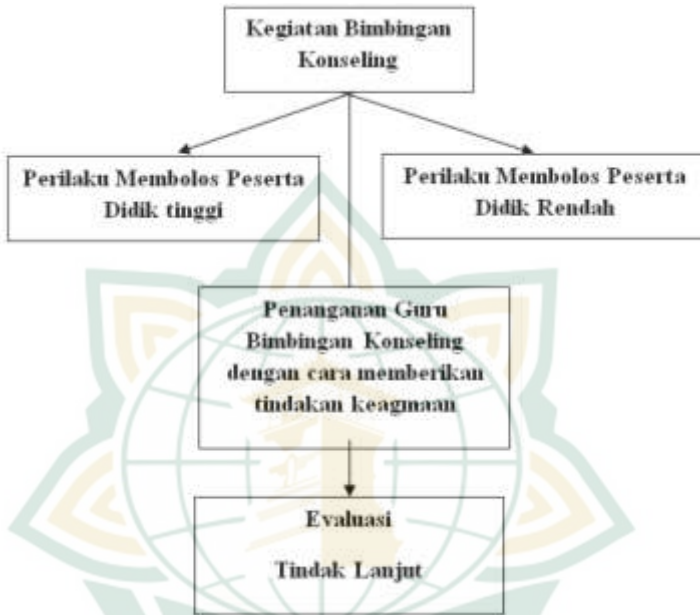 Kegiatan Bimbingan
Konseling
Perilaku Membolos Peserta
Didik tinggi
Perilaku Membolos Peserta
Didik Rendah
Penanganan Guru
Bimbingan Konseling
dengan cara memberikan
tindakan keagmaan
Evaluasi
Tindak Lanjut